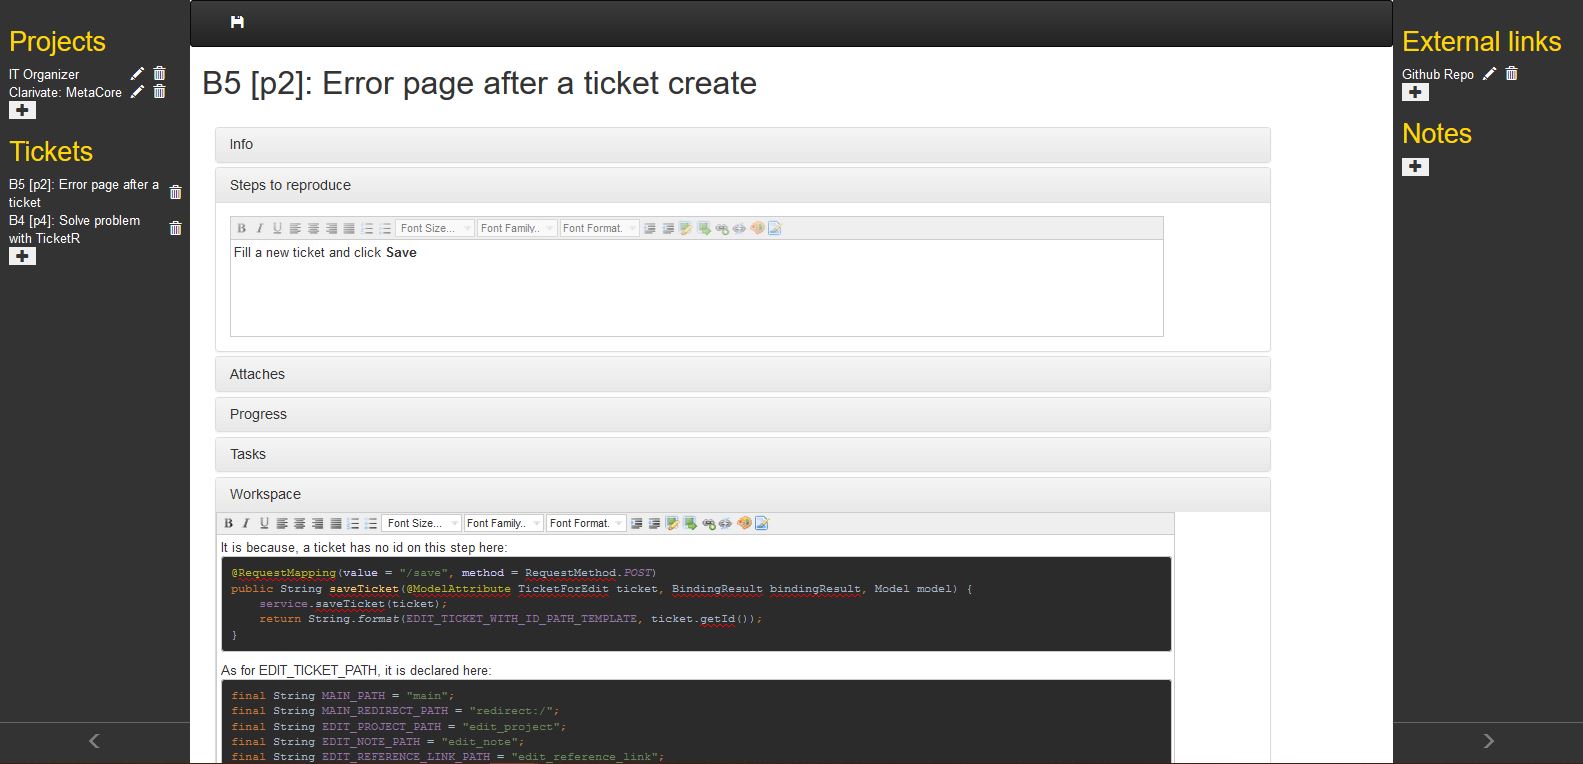 Projects
IT Organizer
Clarivate: MetaCore
Tickets
B5 [p2]: Error page after a
ticket
B4 [p4]: Solve problem
with TicketR
B5 [p2]: Error page after a ticket create
Info
Steps to reproduce
B I U Font Size... Font Family.. Font Format.
Fill a new ticket and click Save
Attaches
Progress
Tasks
Workspace
B I U Font Size... Font Family.. Font Format.
It is because, a ticket has no id on this step here:
@RequestMapping(value = "/save", method = RequestMethod.POST)
public String saveTicket(@ModelAttribute TicketForEdit ticket, BindingResult bindingResult, Model model) {
service.saveTicket(ticket);
return String.format(EDIT_TICKET_WITH_ID_PATH_TEMPLATE, ticket.getId());
}
As for EDIT_TICKET_PATH, it is declared here:
final String MAIN_PATH = "main";
final String MAIN_REDIRECT_PATH = "redirect:/";
final String EDIT_PROJECT_PATH = "edit_project";
final String EDIT_NOTE_PATH = "edit_note";
final String EDIT_REFERENCE_LINK_PATH = "edit_reference_link";
External links
Github Repo
Notes